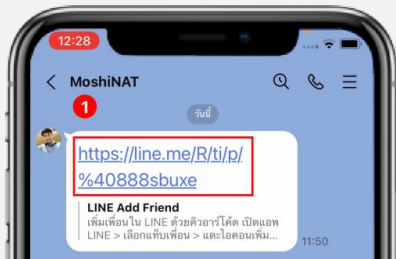 12:28
MoshiNAT
1
วันนี้
https://line.me/R/ti/p/
%40888sbuxe
LINE Add Friend
เพิ่มเพื่อนใน LINE ด้วยคิวอาร์โค้ด เปิดแอพ
LINE > เลือกแท็บเพื่อน > แตะไอคอนเพิ่ม...
11:50